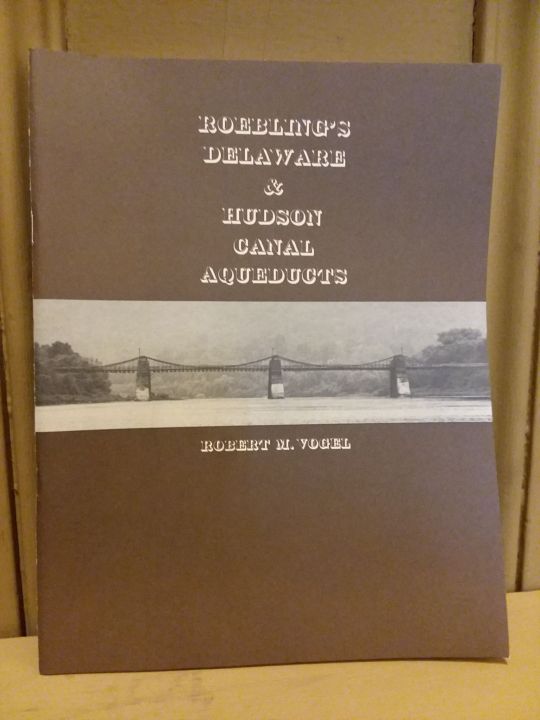 ROEBLING'S
DELAWARE
&
HUDSON
CANAL
AQUEDUCTS
ROBERT M. VOGEL